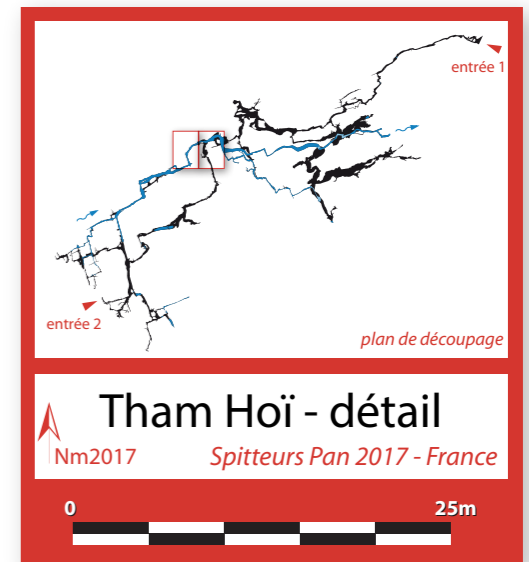 entrée 1
entrée 2
plan de découpage
Tham Hoï - détail
Nm2017
Spitteurs Pan 2017 - France
0
25m